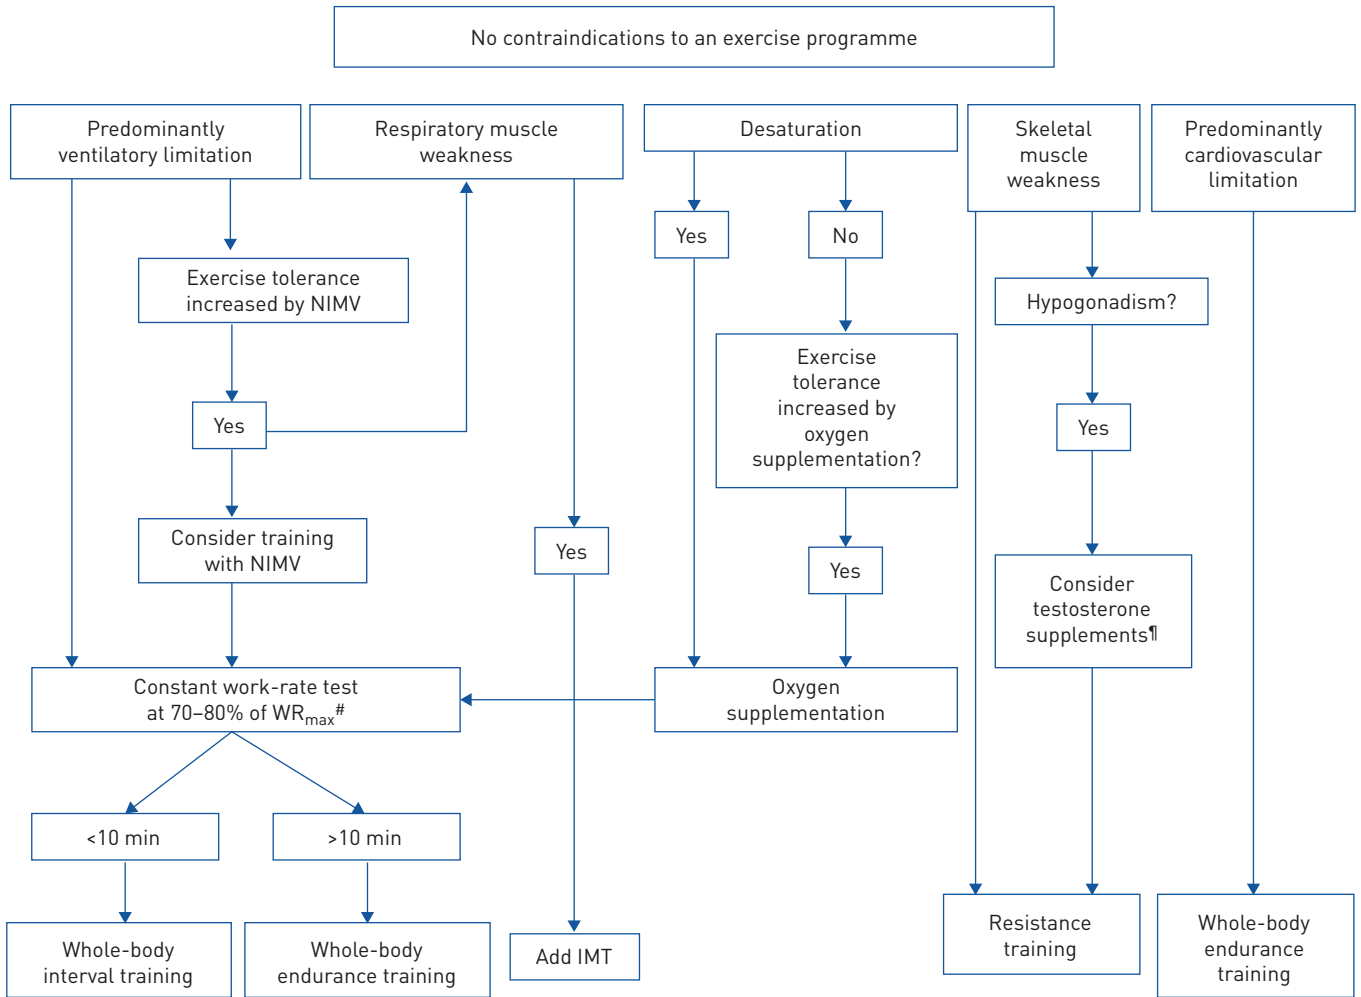 No contraindications to an exercise programme
Predominantly
ventilatory limitation
Respiratory muscle
weakness
Desaturation
Skeletal
muscle
weakness
Predominantly
cardiovascular
limitation
Yes
No
Exercise tolerance
increased by NIMV
Hypogonadism?
Exercise
tolerance
increased by
oxygen
supplementation?
Yes
Yes
Consider training
with NIMV
Yes
Yes
Consider
testosterone
supplements¶
Constant work-rate test
at 70–80% of WRmax#
Oxygen
supplementation
<10 min
>10 min
Whole-body
interval training
Whole-body
endurance training
Add IMT
Resistance
training
Whole-body
endurance
training